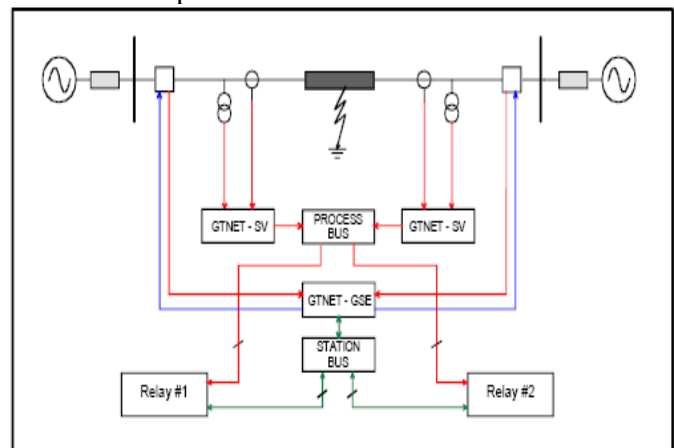 GTNET - SV
PROCESS
BUS
GTNET - SV
GTNET - GSE
STATION
BUS
Relay #1
Relay #2